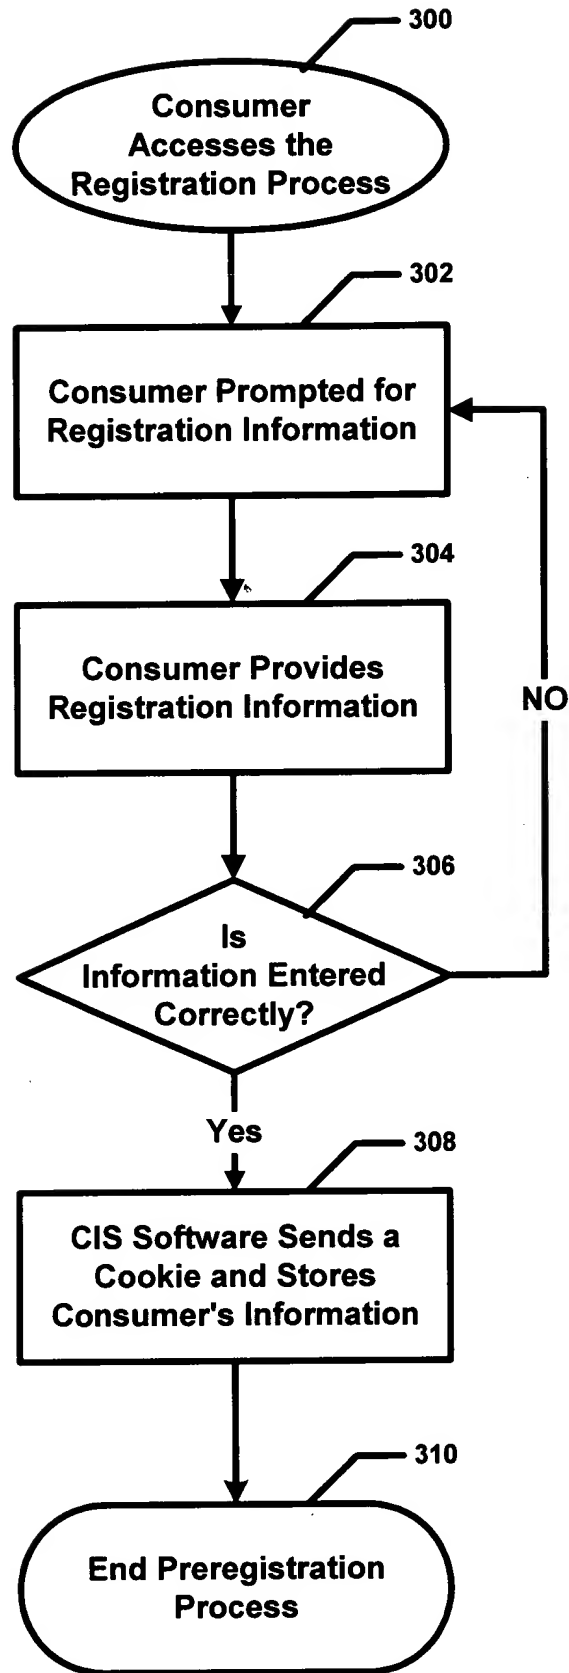 300
Consumer
Accesses the
Registration Process
302
Consumer Prompted for
Registration Information
304
Consumer Provides
Registration Information
NO
306
Is
Information Entered
Correctly?
Yes
308
CIS Software Sends a
Cookie and Stores
Consumer's Information
310
End Preregistration
Process